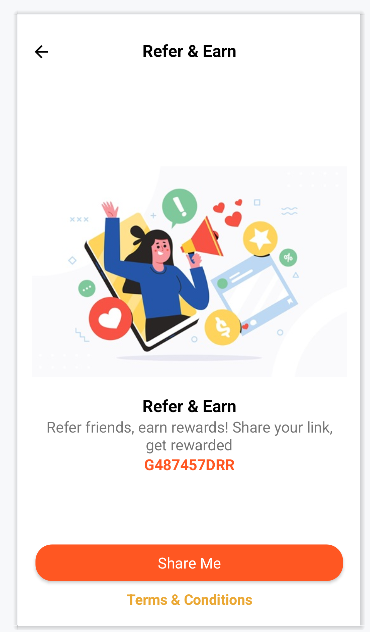 Refer & Earn
Refer & Earn
Refer friends, earn rewards! Share your link,
get rewarded
G487457DRR
Share Me
Terms & Conditions